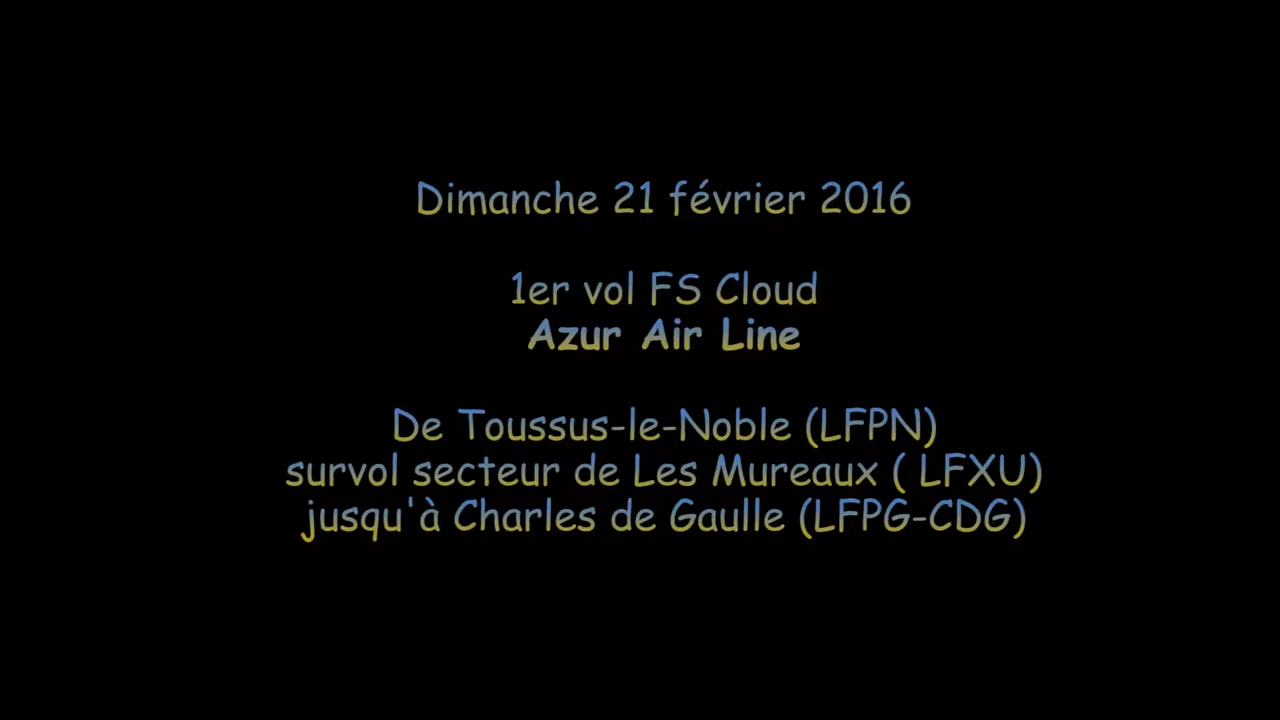 Dimanche 21 février 2016
1er vol FS Cloud
Azur Air Line
De Toussus-le-Noble (LFPN)
survol secteur de Les Mureaux ( LFXU)
jusqu'à Charles de Gaulle (LFPG-CDG)